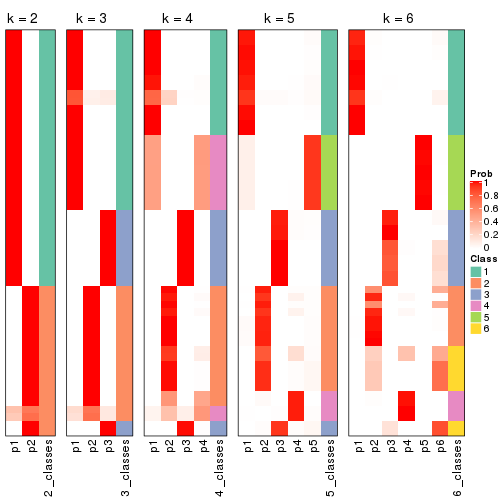 k = 2
k = 3
k = 4
k = 5
k = 6
Prob
1
0.8
0.6
0.4
0.2
0
Class
1
2
3
4
5
6
p1
p2
2_classes
p1
p2
p3
3_classes
p1
p2
p3
p4
4_classes
p1
p2
p3
p4
p5
5_classes
p1
p2
p3
p4
p5
p6
6_classes